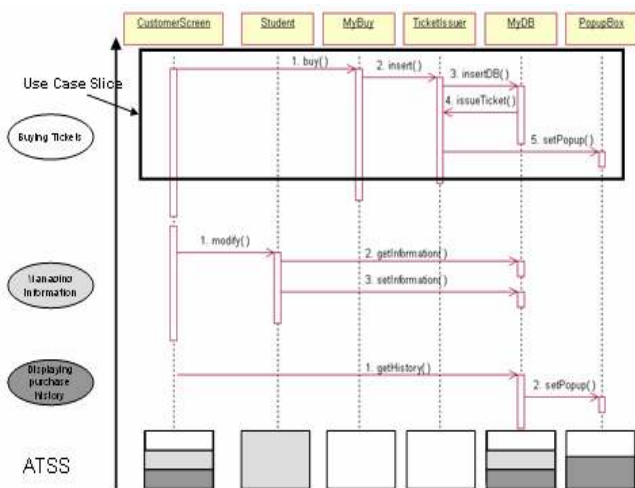 CustomerScreen Student MyBuy TicketIssuer MyDB PopupBox
Use Case Slice
1. buy()
2. insert()
3. insertDB()
4. issueTicket()
5. setPopup()
Buying Tickets
1. modify()
2. getInformation()
3. setInformation()
Managing
Information
1. getHistory()
2. setPopup()
Displaying
purchase
history
ATSS